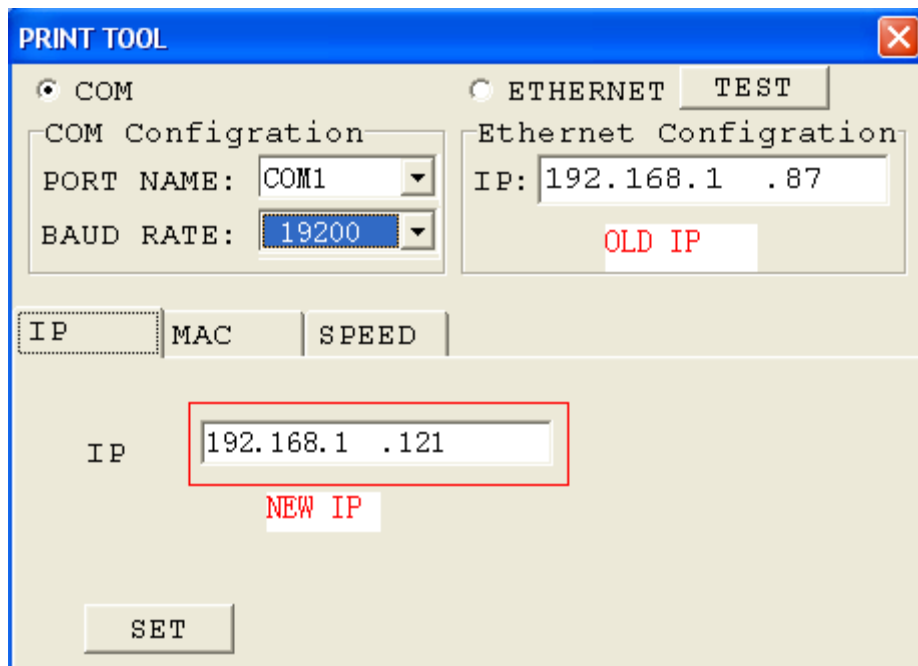 PRINT TOOL
COM
ETHERNET
TEST
COM Configration
Ethernet Configration
PORT NAME: COM1
IP: 192.168.1 .87
BAUD RATE: 19200
OLD IP
IP
MAC
SPEED
IP
192.168.1 .121
NEW IP
SET